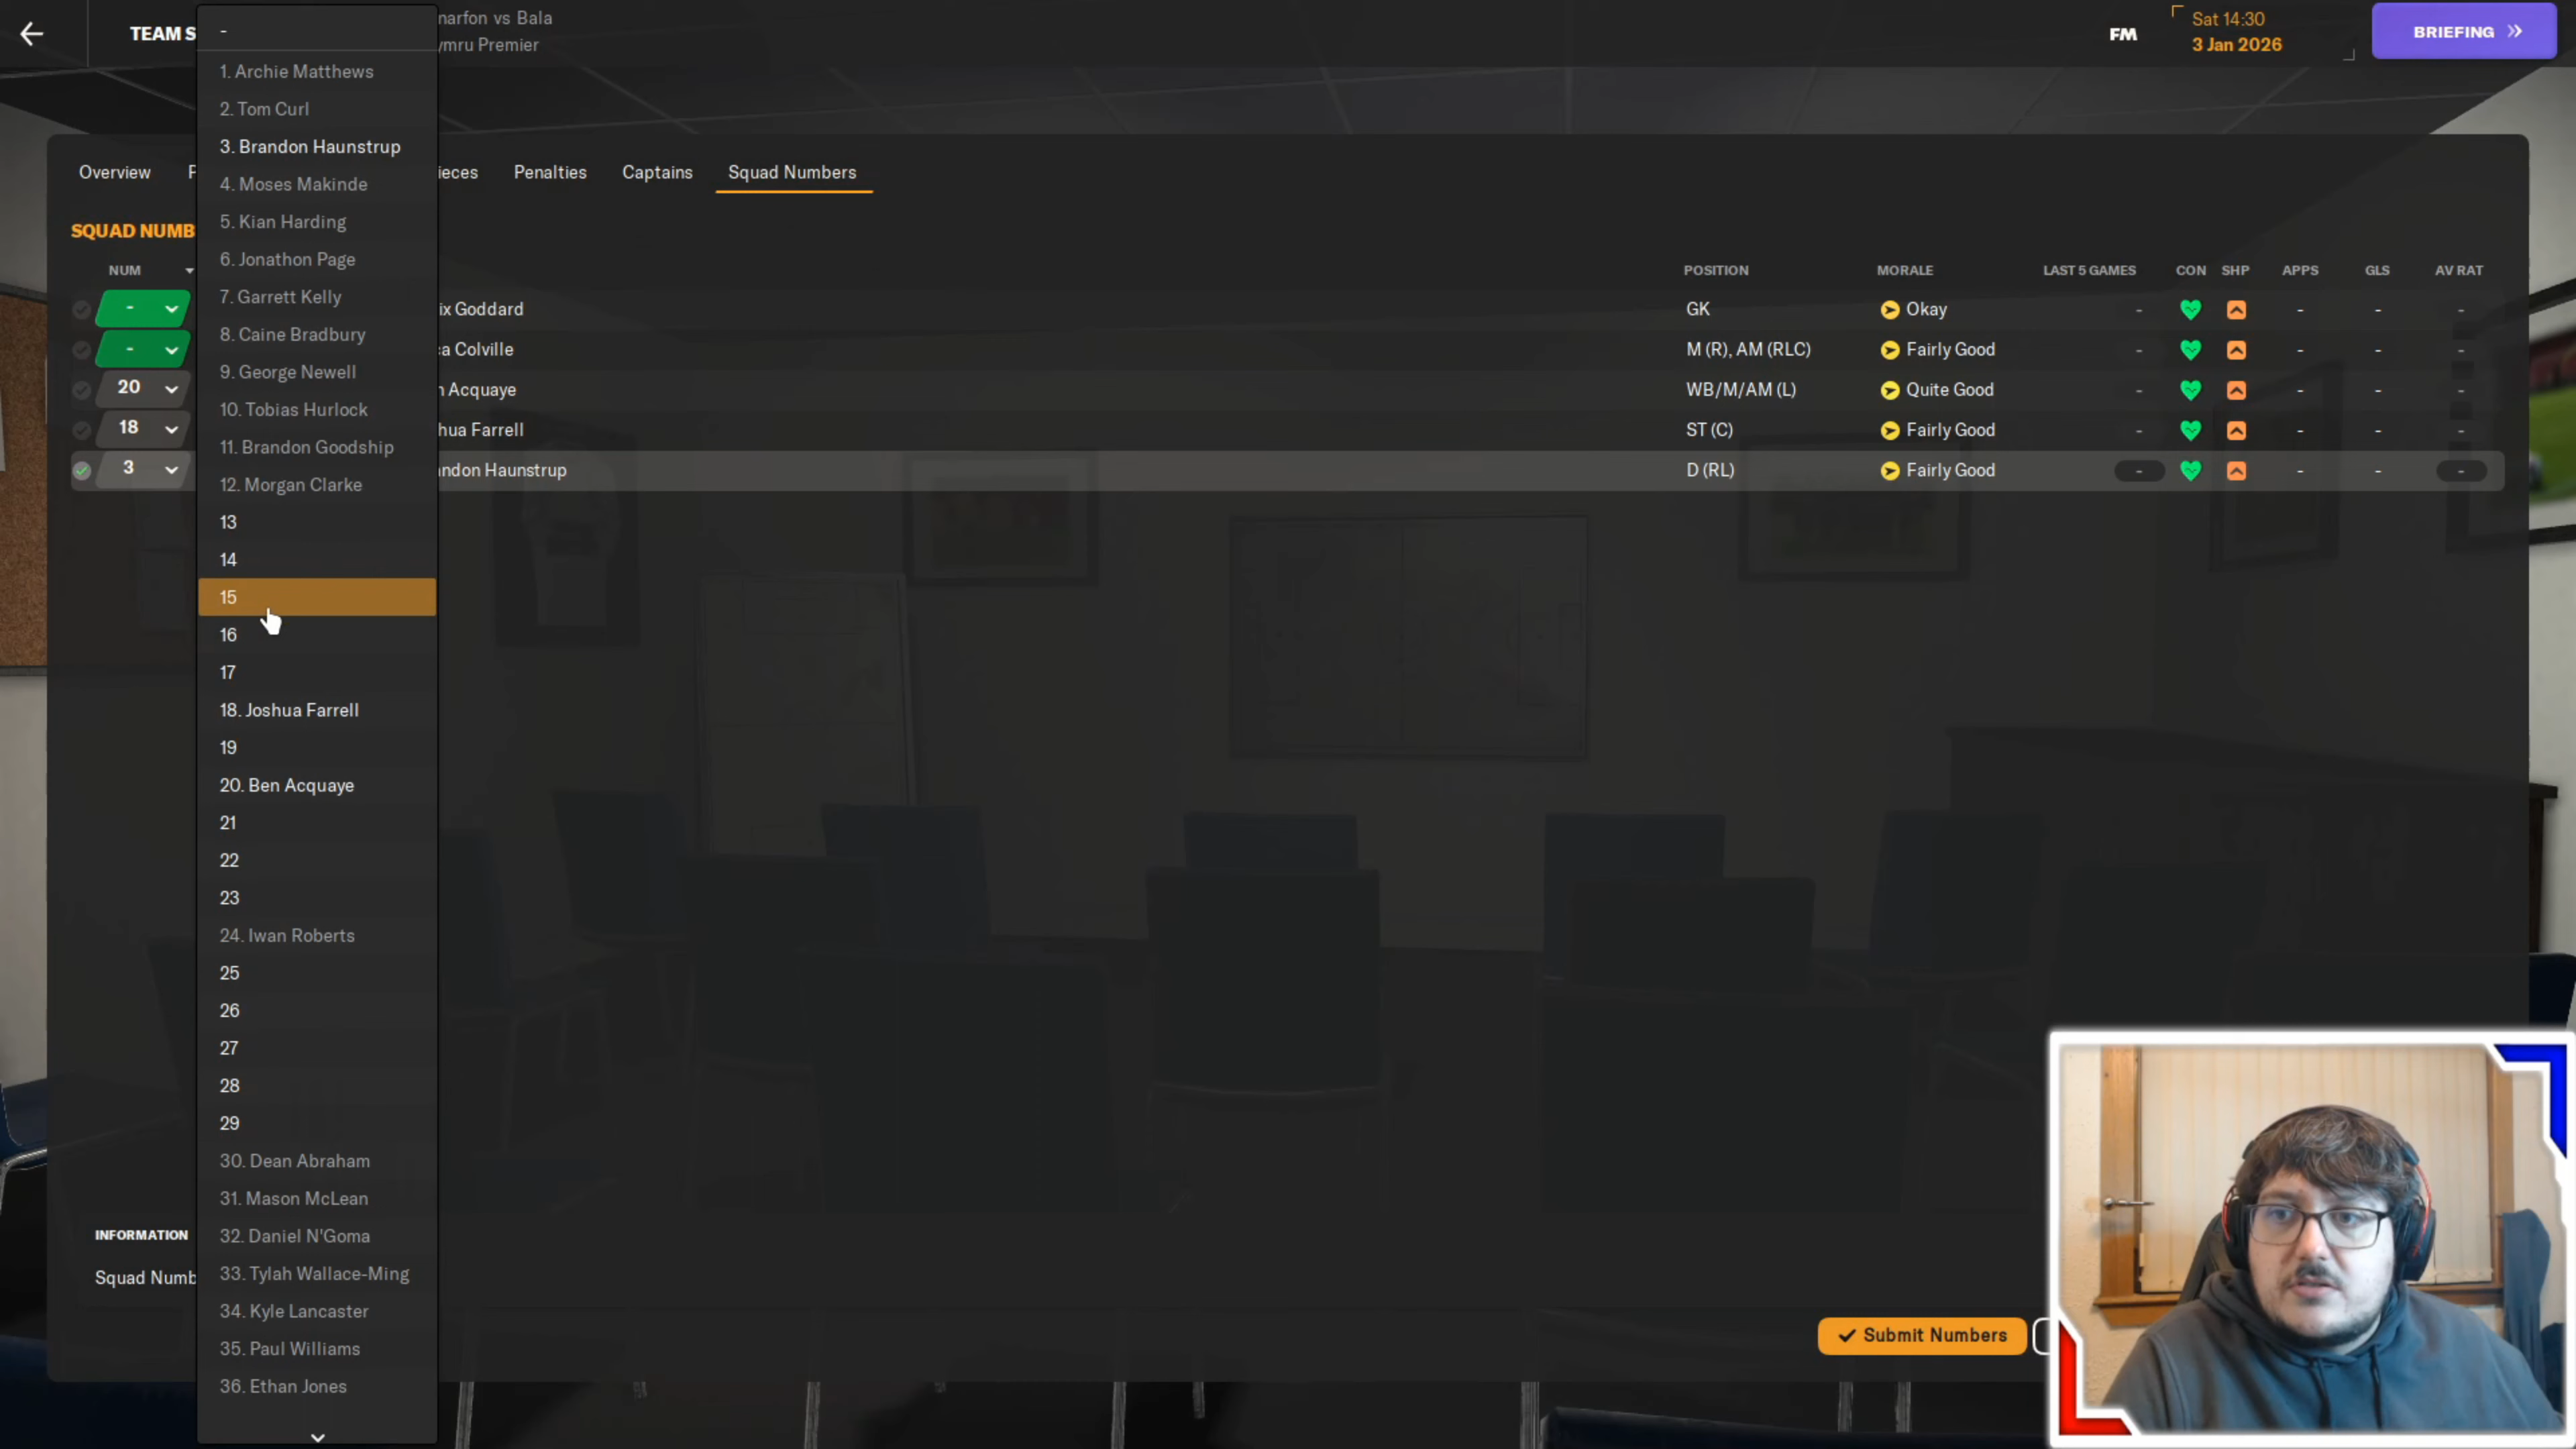 TEAM S
narfon vs Bala
ymru Premier
FM
Sat 14:30
3 Jan 2026
BRIEFING
-
1. Archie Matthews
2. Tom Curl
3. Brandon Haunstrup
4. Moses Makinde
5. Kian Harding
6. Jonathon Page
7. Garrett Kelly
8. Caine Bradbury
9. George Newell
10. Tobias Hurlock
11. Brandon Goodship
12. Morgan Clarke
13
14
15
16
17
18. Joshua Farrell
19
20. Ben Acquaye
21
22
23
24. Iwan Roberts
25
26
27
28
29
30. Dean Abraham
31. Mason McLean
32. Daniel N'Goma
33. Tylah Wallace-Ming
34. Kyle Lancaster
35. Paul Williams
36. Ethan Jones
Overview P ieces Penalties Captains Squad Numbers
SQUAD NUMB
NUM POSITION MORALE LAST 5 GAMES CON SHP APPS GLS AV RAT
- ix Goddard GK Okay - - - -
- ca Colville M (R), AM (RLC) Fairly Good - - - -
20 n Acquaye WB/M/AM (L) Quite Good - - - -
18 hua Farrell ST (C) Fairly Good - - - -
3 ndon Haunstrup D (RL) Fairly Good - - - -
INFORMATION
Squad Numb
Submit Numbers